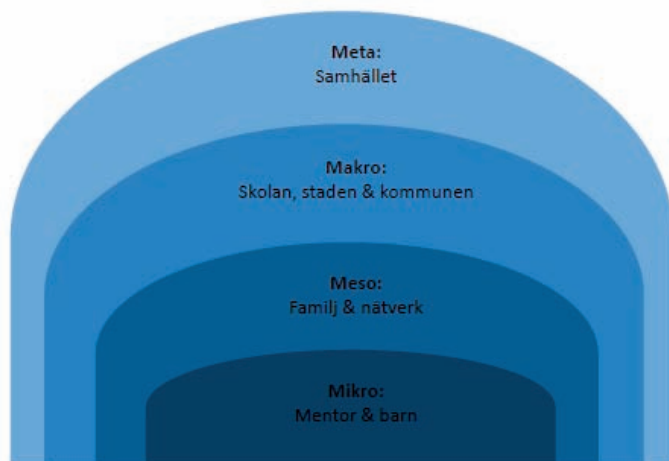 Meta:
Samhället
Makro:
Skolan, staden & kommunen
Meso:
Familj & nätverk
Mikro:
Mentor & barn